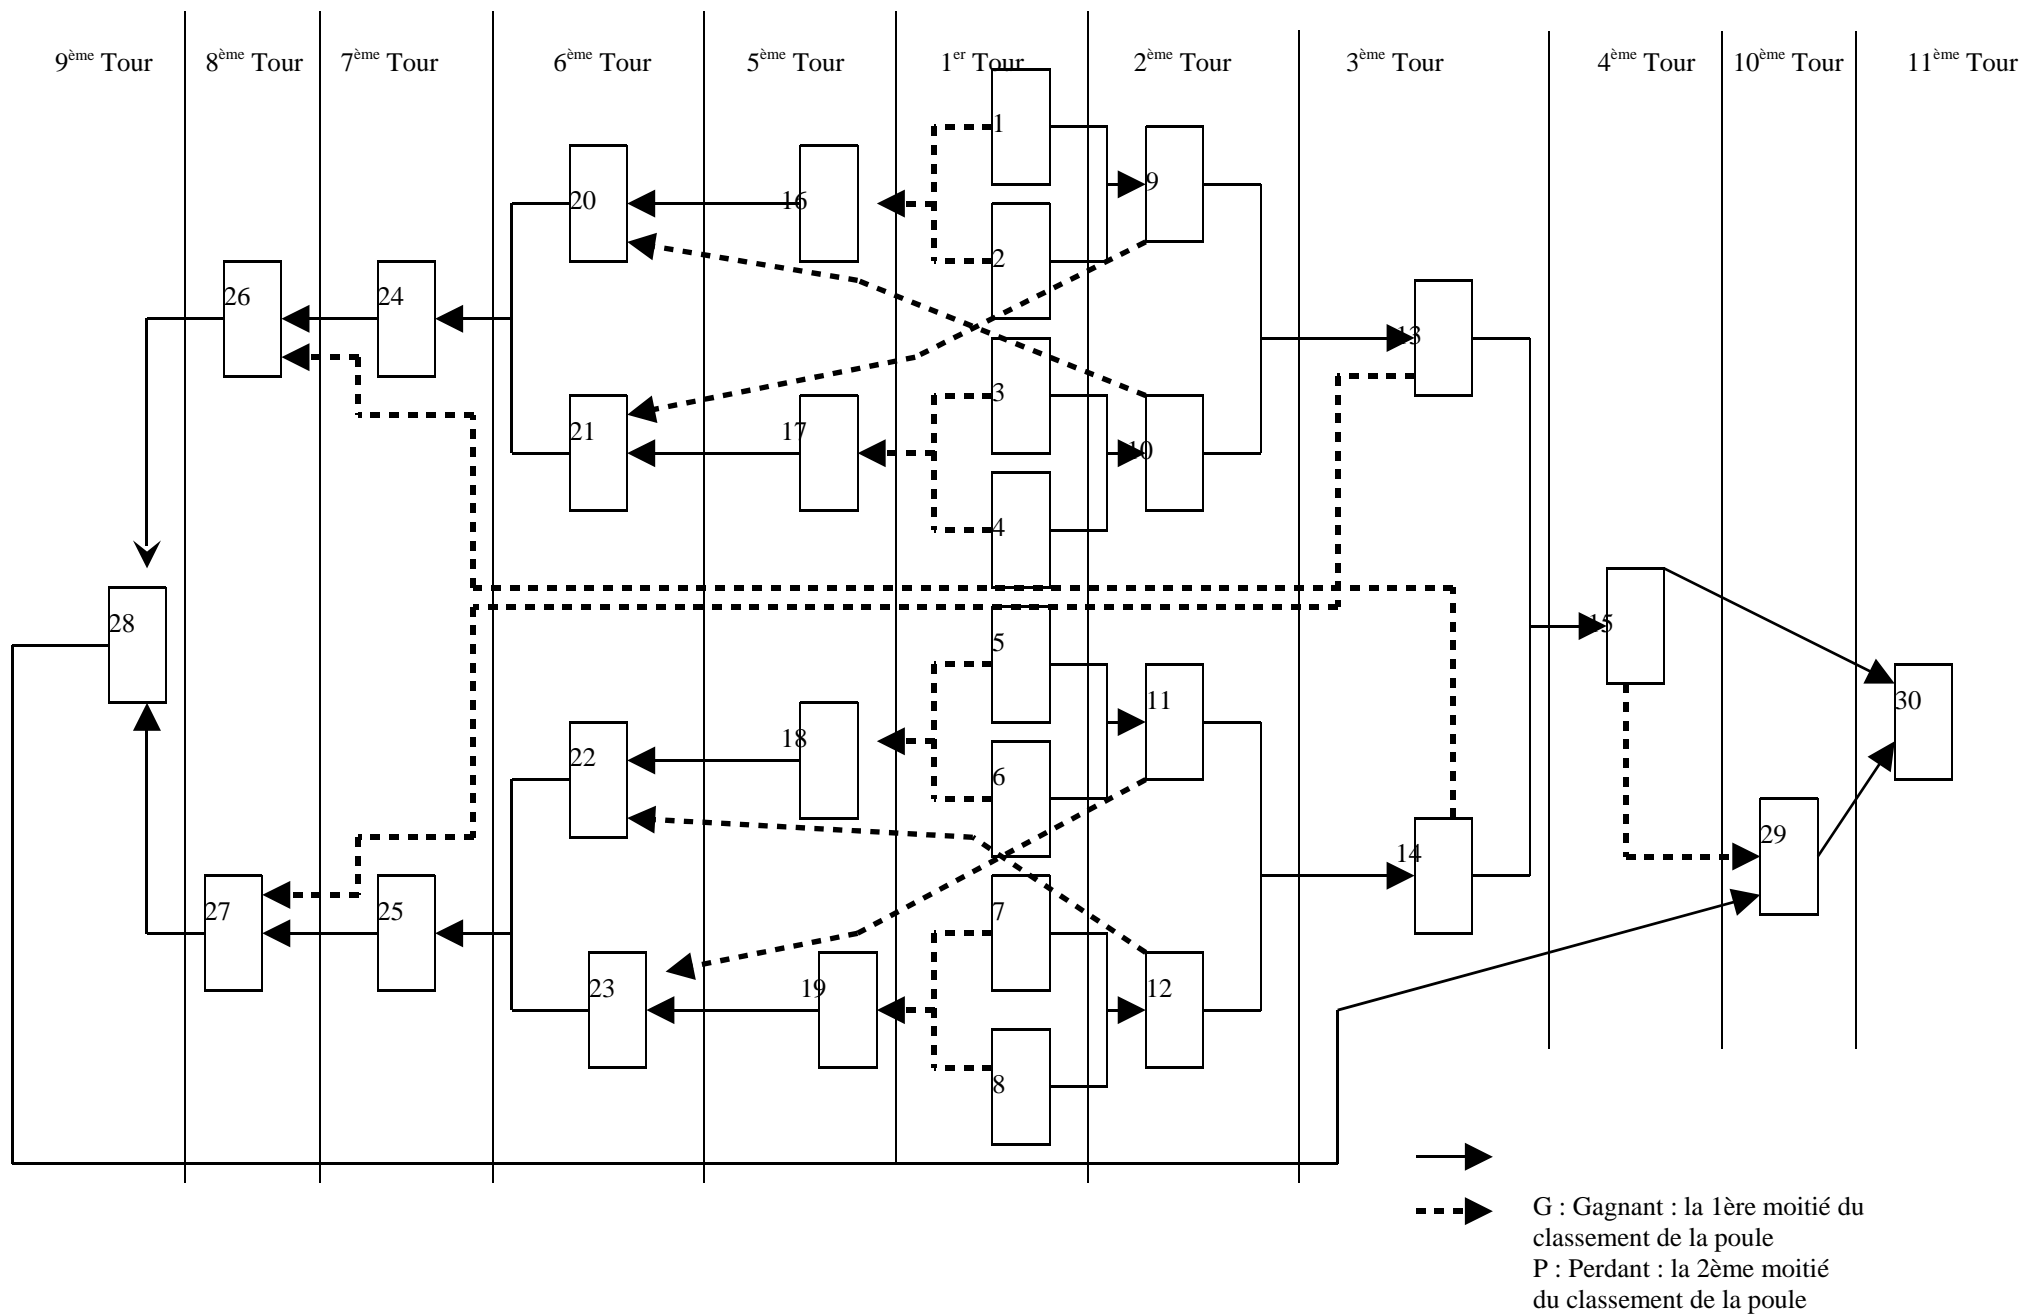 9ème Tour 8ème Tour 7ème Tour 6ème Tour 5ème Tour 1er Tour 2ème Tour 3ème Tour 4ème Tour 10ème Tour 11ème Tour
1
20 16 9
2
26 24 13
3
21 17 10
4
28 15
5
11 30
22 18 6
29
14
27 25 7
23 19 12
8
G : Gagnant : la 1ère moitié du
classement de la poule
P : Perdant : la 2ème moitié
du classement de la poule